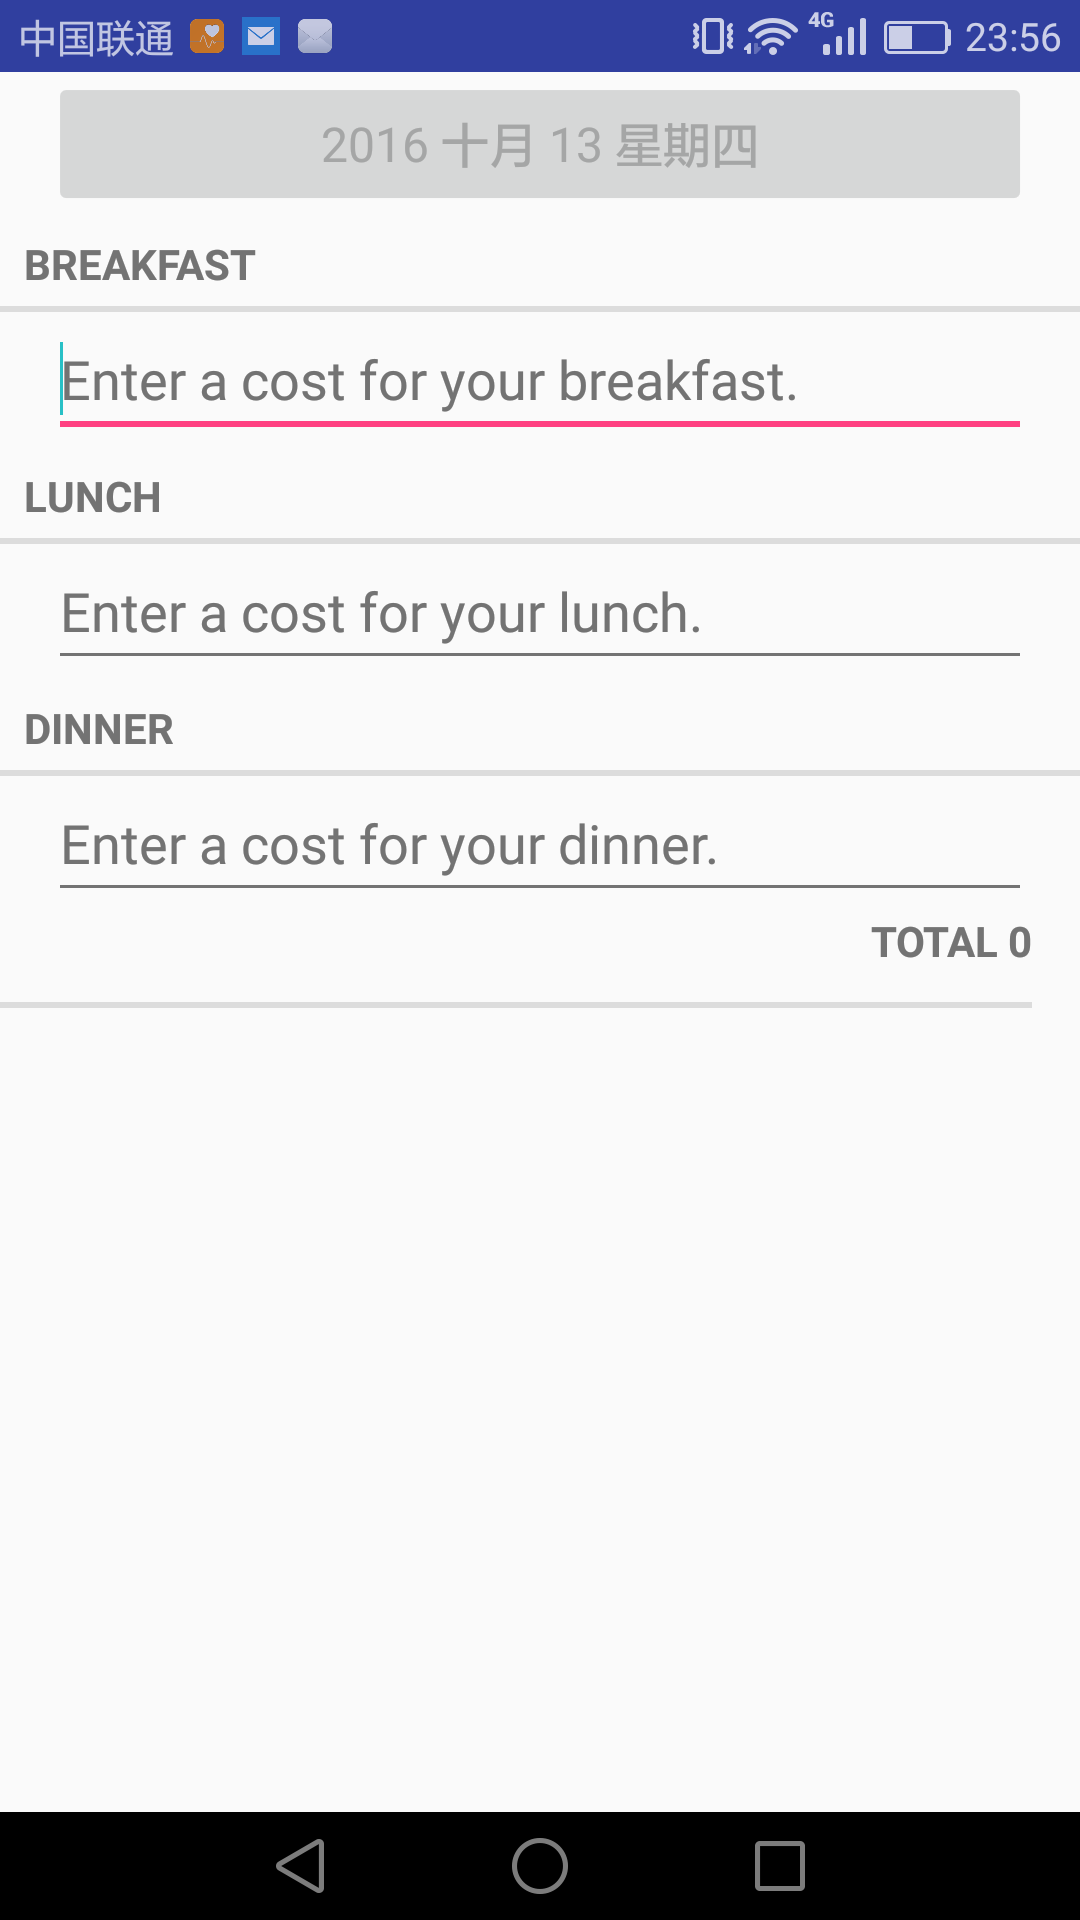 中国联通 4G 23:56
2016 十月 13 星期四
BREAKFAST
Enter a cost for your breakfast.
LUNCH
Enter a cost for your lunch.
DINNER
Enter a cost for your dinner.
TOTAL 0